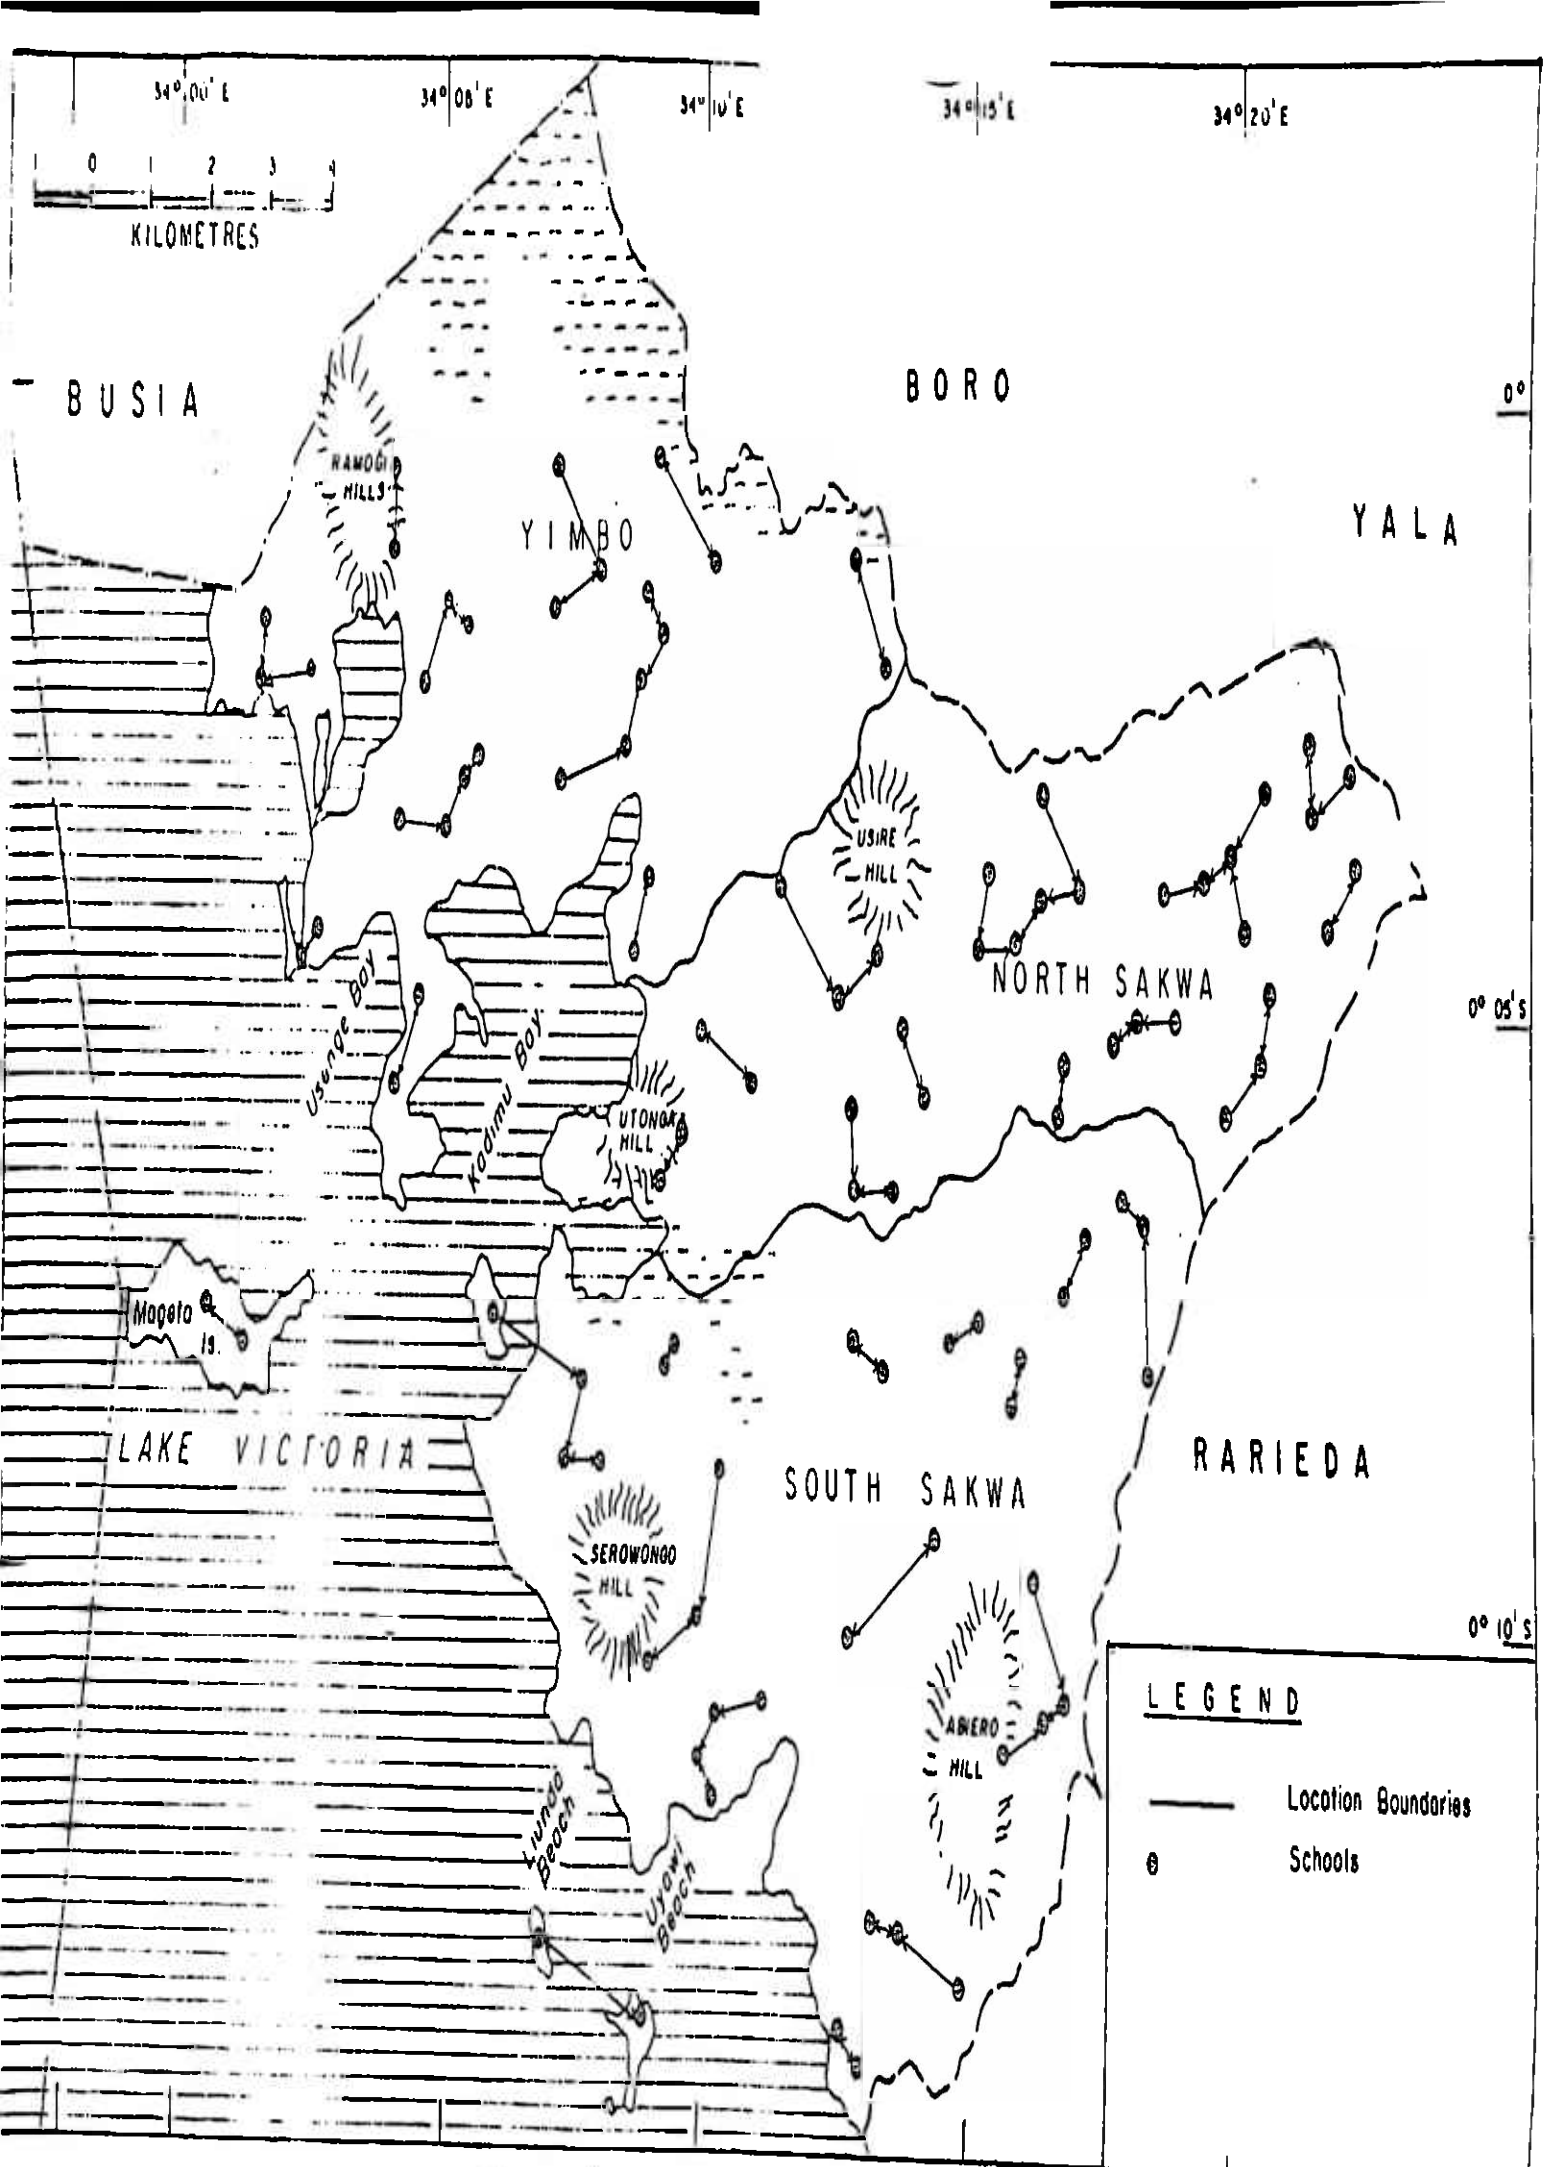 34°00'E 34°05'E 34°10'E 34°15'E 34°20'E
1 0 1 2 3 4
KILOMETRES
BUSIA
BORO
0°
RAMOGI
HILLS
YIMBO
YALA
USIRE
HILL
NORTH SAKWA
0° 05'S
Usenge Bay
Kadimu Bay
UTONGA
HILL
Mageta
Is.
LAKE VICTORIA
RARIEDA
SOUTH SAKWA
SEROWONGO
HILL
0° 10'S
LEGEND
ABIERO
HILL
Location Boundaries
Schools
Liunda
Beach
Uyawi
Beach